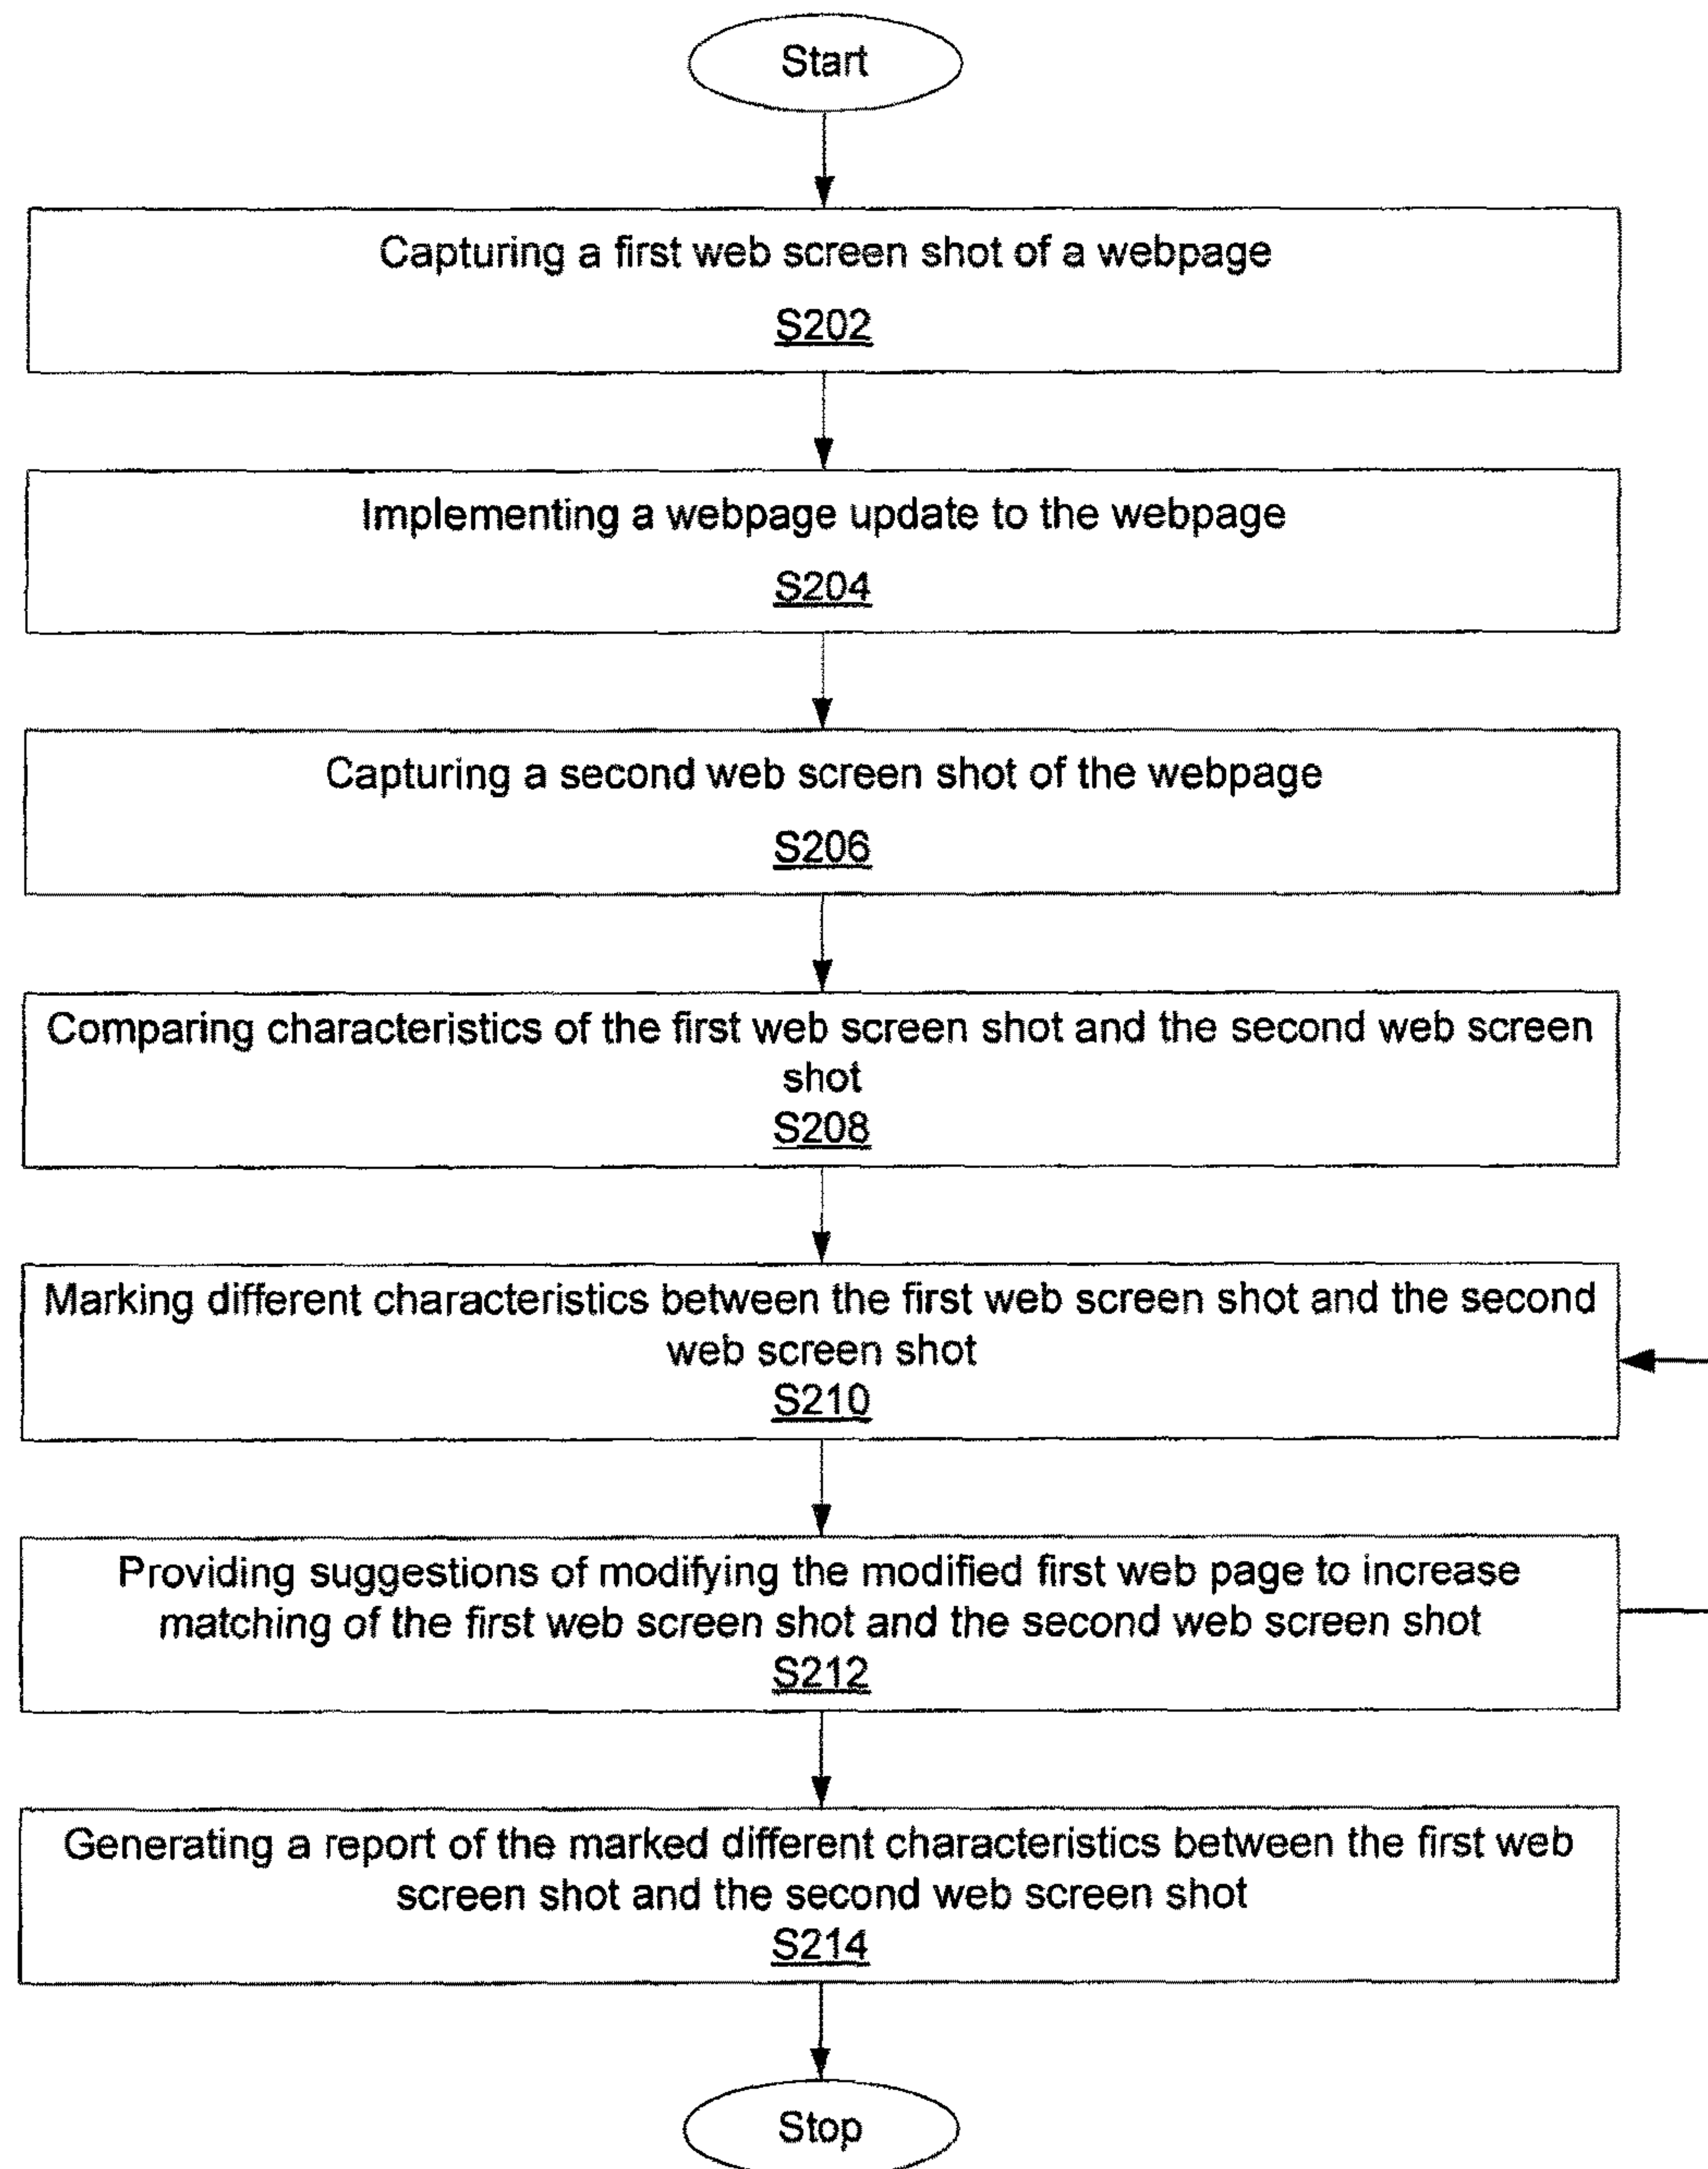 Start
Capturing a first web screen shot of a webpage
S202
Implementing a webpage update to the webpage
S204
Capturing a second web screen shot of the webpage
S206
Comparing characteristics of the first web screen shot and the second web screen
shot
S208
Marking different characteristics between the first web screen shot and the second
web screen shot
S210
Providing suggestions of modifying the modified first web page to increase
matching of the first web screen shot and the second web screen shot
S212
Generating a report of the marked different characteristics between the first web
screen shot and the second web screen shot
S214
Stop